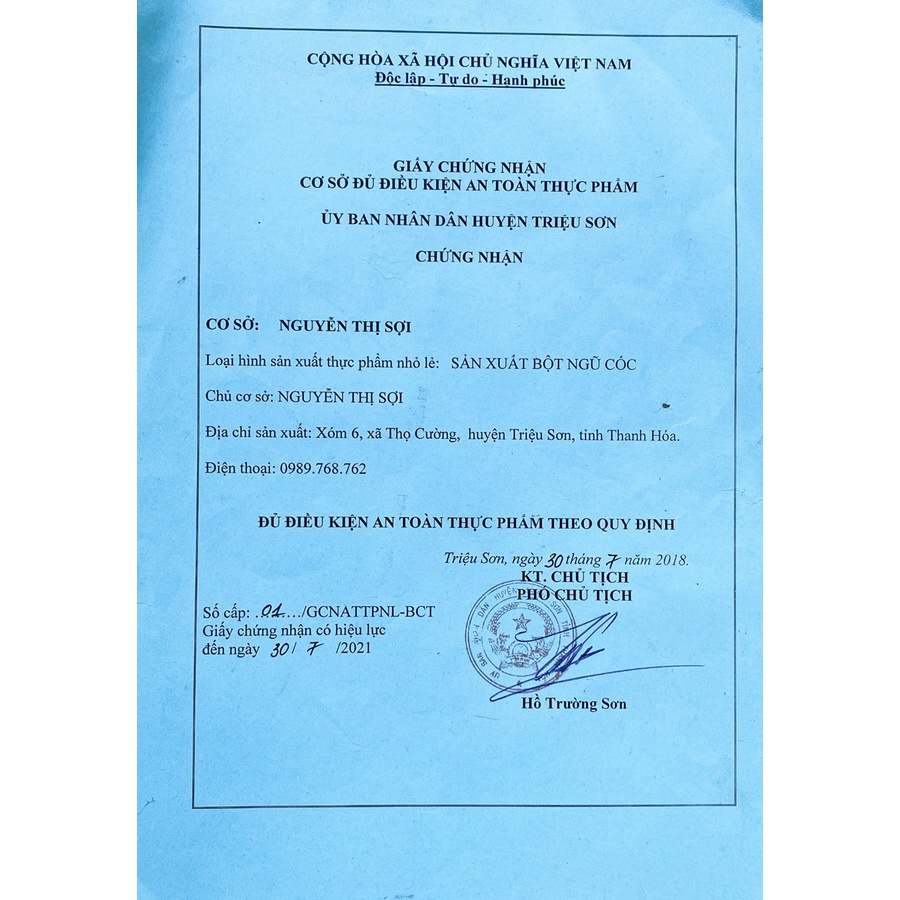 CỘNG HÒA XÃ HỘI CHỦ NGHĨA VIỆT NAM
Độc lập - Tự do - Hạnh phúc
GIẤY CHỨNG NHẬN
CƠ SỞ ĐỦ ĐIỀU KIỆN AN TOÀN THỰC PHẨM
ỦY BAN NHÂN DÂN HUYỆN TRIỆU SƠN
CHỨNG NHẬN
CƠ SỞ: NGUYỄN THỊ SỢI
Loại hình sản xuất thực phẩm nhỏ lẻ: SẢN XUẤT BỘT NGŨ CỐC
Chủ cơ sở: NGUYỄN THỊ SỢI
Địa chỉ sản xuất: Xóm 6, xã Thọ Cường, huyện Triệu Sơn, tỉnh Thanh Hóa.
Điện thoại: 0989.768.762
ĐỦ ĐIỀU KIỆN AN TOÀN THỰC PHẨM THEO QUY ĐỊNH
Triệu Sơn, ngày 30 tháng 7 năm 2018.
KT. CHỦ TỊCH
PHÓ CHỦ TỊCH
Số cấp: ..01.../GCNATTPNL-BCT
Giấy chứng nhận có hiệu lực
đến ngày 30/ 7 /2021
Hồ Trường Sơn